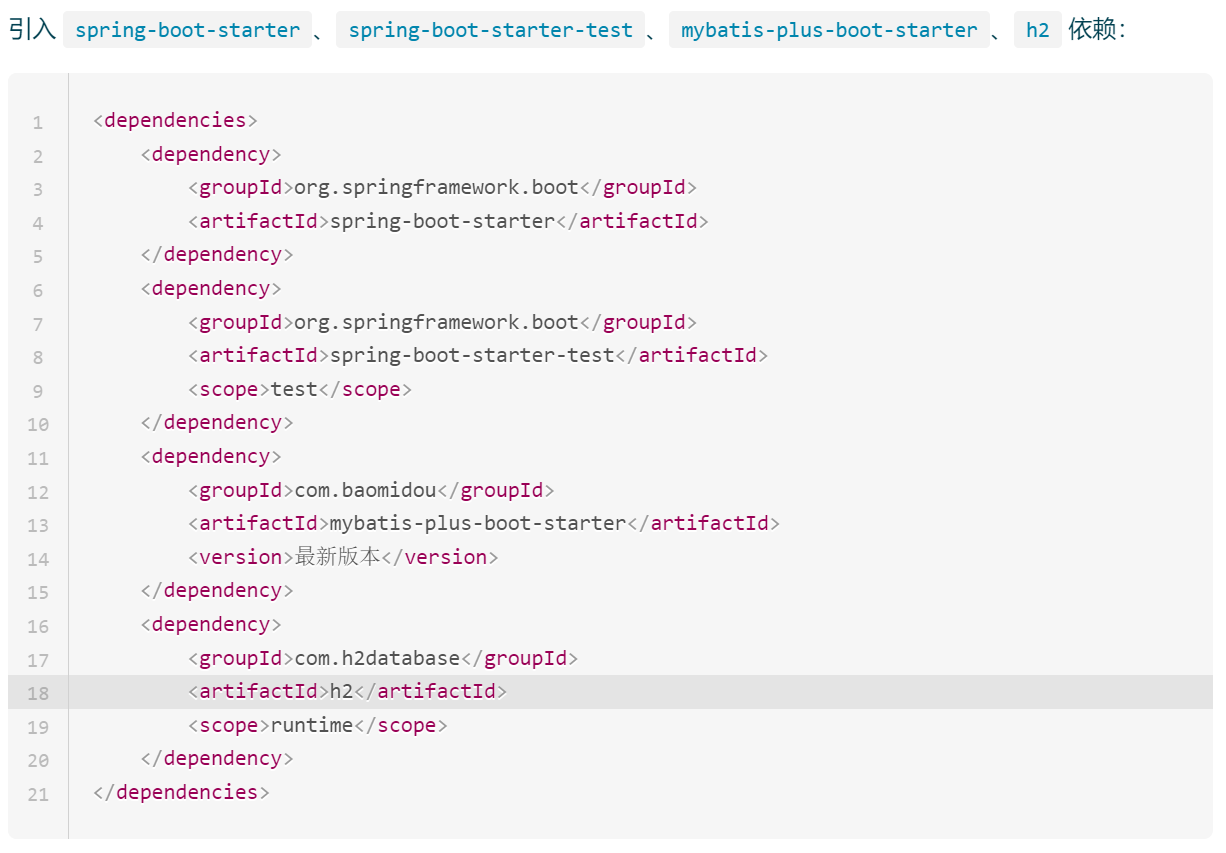 引入 spring-boot-starter 、 spring-boot-starter-test 、 mybatis-plus-boot-starter 、 h2 依赖：
1 <dependencies>
2     <dependency>
3         <groupId>org.springframework.boot</groupId>
4         <artifactId>spring-boot-starter</artifactId>
5     </dependency>
6     <dependency>
7         <groupId>org.springframework.boot</groupId>
8         <artifactId>spring-boot-starter-test</artifactId>
9         <scope>test</scope>
10     </dependency>
11     <dependency>
12         <groupId>com.baomidou</groupId>
13         <artifactId>mybatis-plus-boot-starter</artifactId>
14         <version>最新版本</version>
15     </dependency>
16     <dependency>
17         <groupId>com.h2database</groupId>
18         <artifactId>h2</artifactId>
19         <scope>runtime</scope>
20     </dependency>
21 </dependencies>